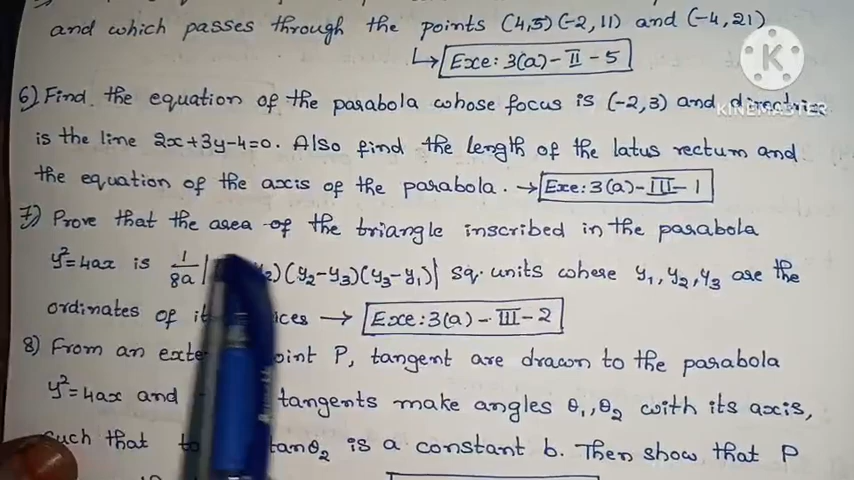 and which passes through the points (4,5)(-2,11) and (-4,21)
↳ Exe: 3(a)-II-5
K
KINEMASTER
6) Find the equation of the parabola whose focus is (-2,3) and directrix
is the line 2x+3y-4=0. Also find the length of the latus rectum and
the equation of the axis of the parabola. → Exe: 3(a)-III-1
7) Prove that the area of the triangle inscribed in the parabola
y²=4ax is 1/8a | (y₂-y₃)(y₃-y₁)| sq.units where y₁,y₂,y₃ are the
ordinates of → Exe: 3(a)-III-2
8) From an point P, tangent are drawn to the parabola
y²=4ax and tangents make angles θ₁,θ₂ with its axis,
such that tanθ₂ is a constant b. Then show that P